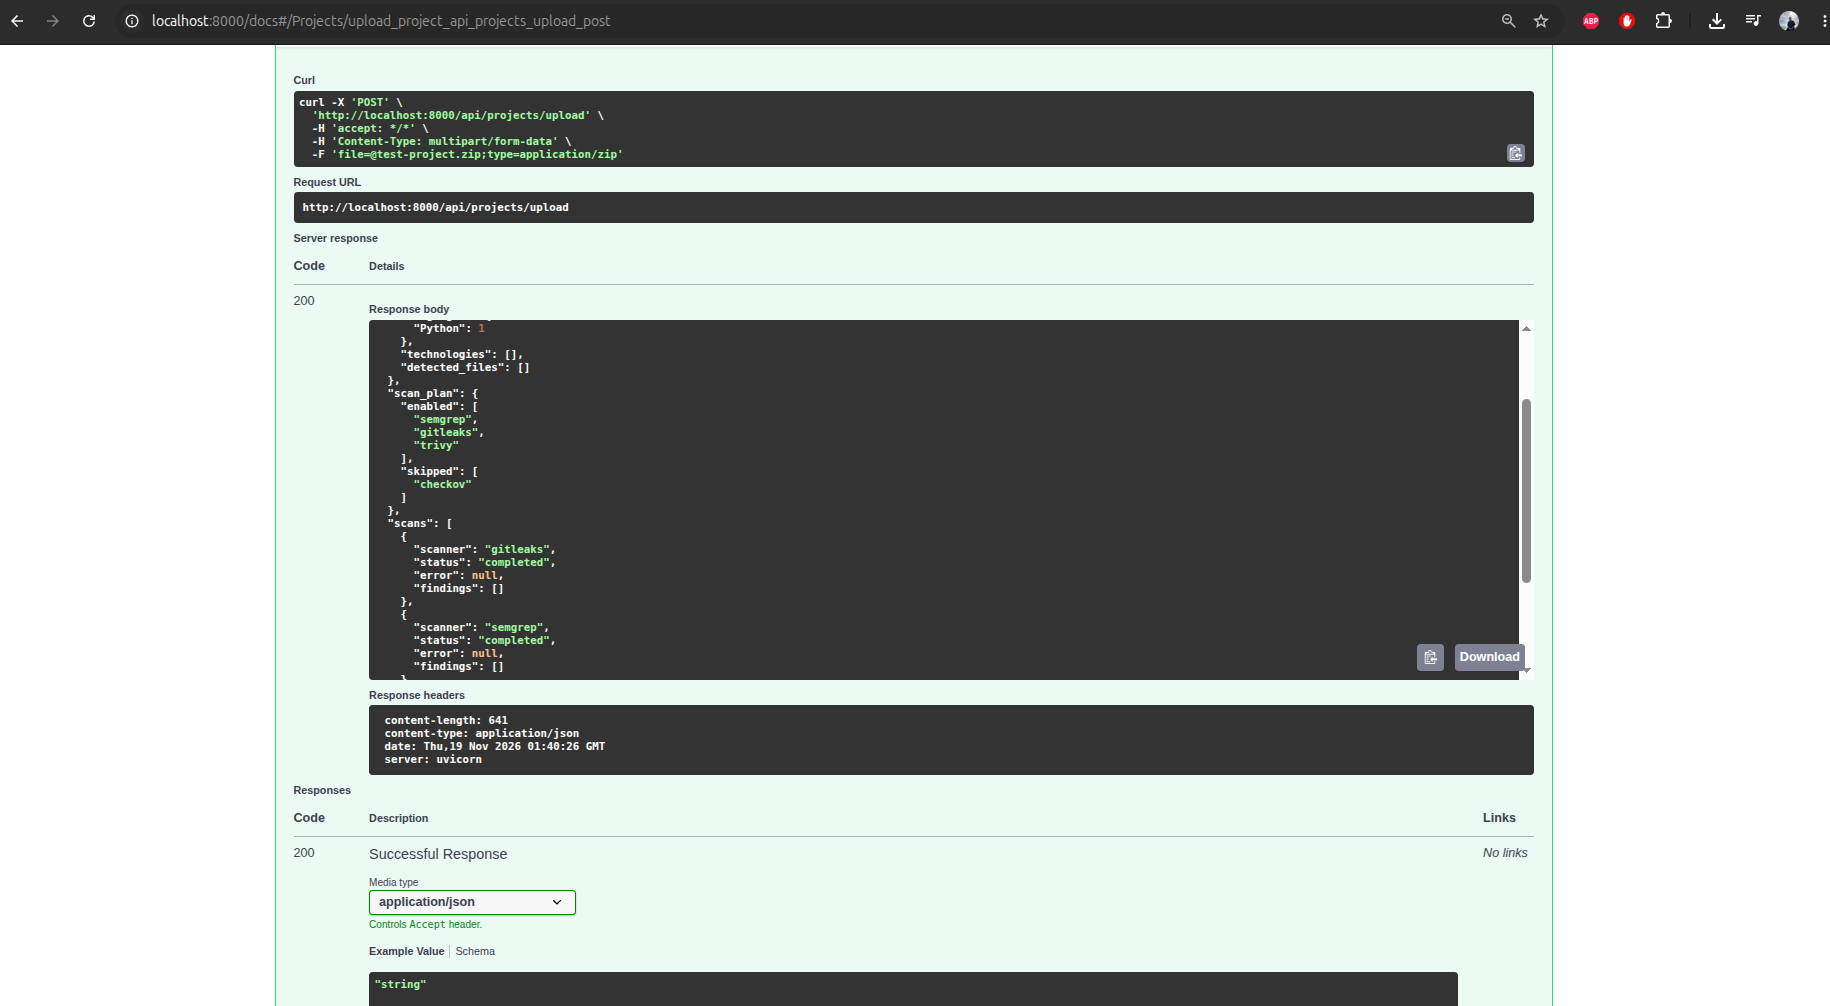 localhost:8000/docs#/Projects/upload_project_api_projects_upload_post
ABP
Curl
curl -X 'POST' \
'http://localhost:8000/api/projects/upload' \
-H 'accept: */*' \
-H 'Content-Type: multipart/form-data' \
-F 'file=@test-project.zip;type=application/zip'
Request URL
http://localhost:8000/api/projects/upload
Server response
Code Details
200
Response body
"Python": 1
},
"technologies": [],
"detected_files": []
},
"scan_plan": {
"enabled": [
"semgrep",
"gitleaks",
"trivy"
],
"skipped": [
"checkov"
]
},
"scans": [
{
"scanner": "gitleaks",
"status": "completed",
"error": null,
"findings": []
},
{
"scanner": "semgrep",
"status": "completed",
"error": null,
"findings": []
}
Download
Response headers
content-length: 641
content-type: application/json
date: Thu,19 Nov 2026 01:40:26 GMT
server: uvicorn
Responses
Code Description Links
200 Successful Response No links
Media type
application/json
Controls Accept header.
Example Value Schema
"string"